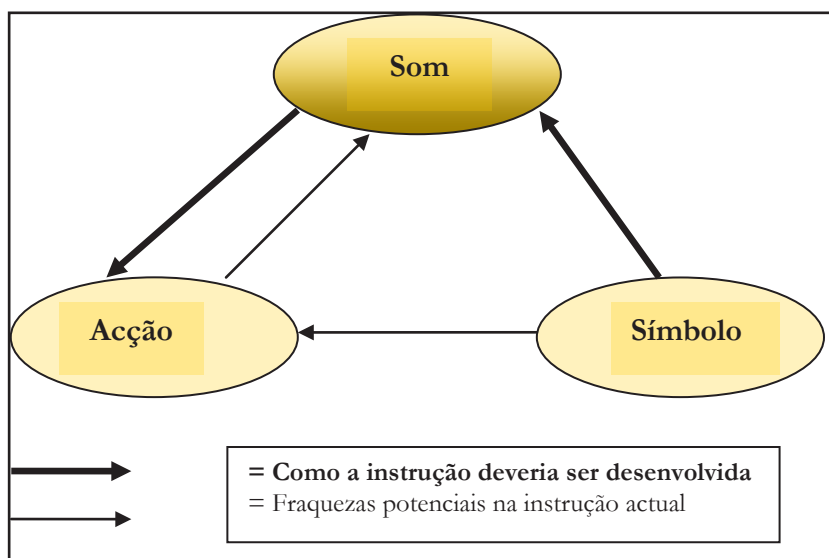 Som
Acção
Símbolo
= Como a instrução deveria ser desenvolvida
= Fraquezas potenciais na instrução actual